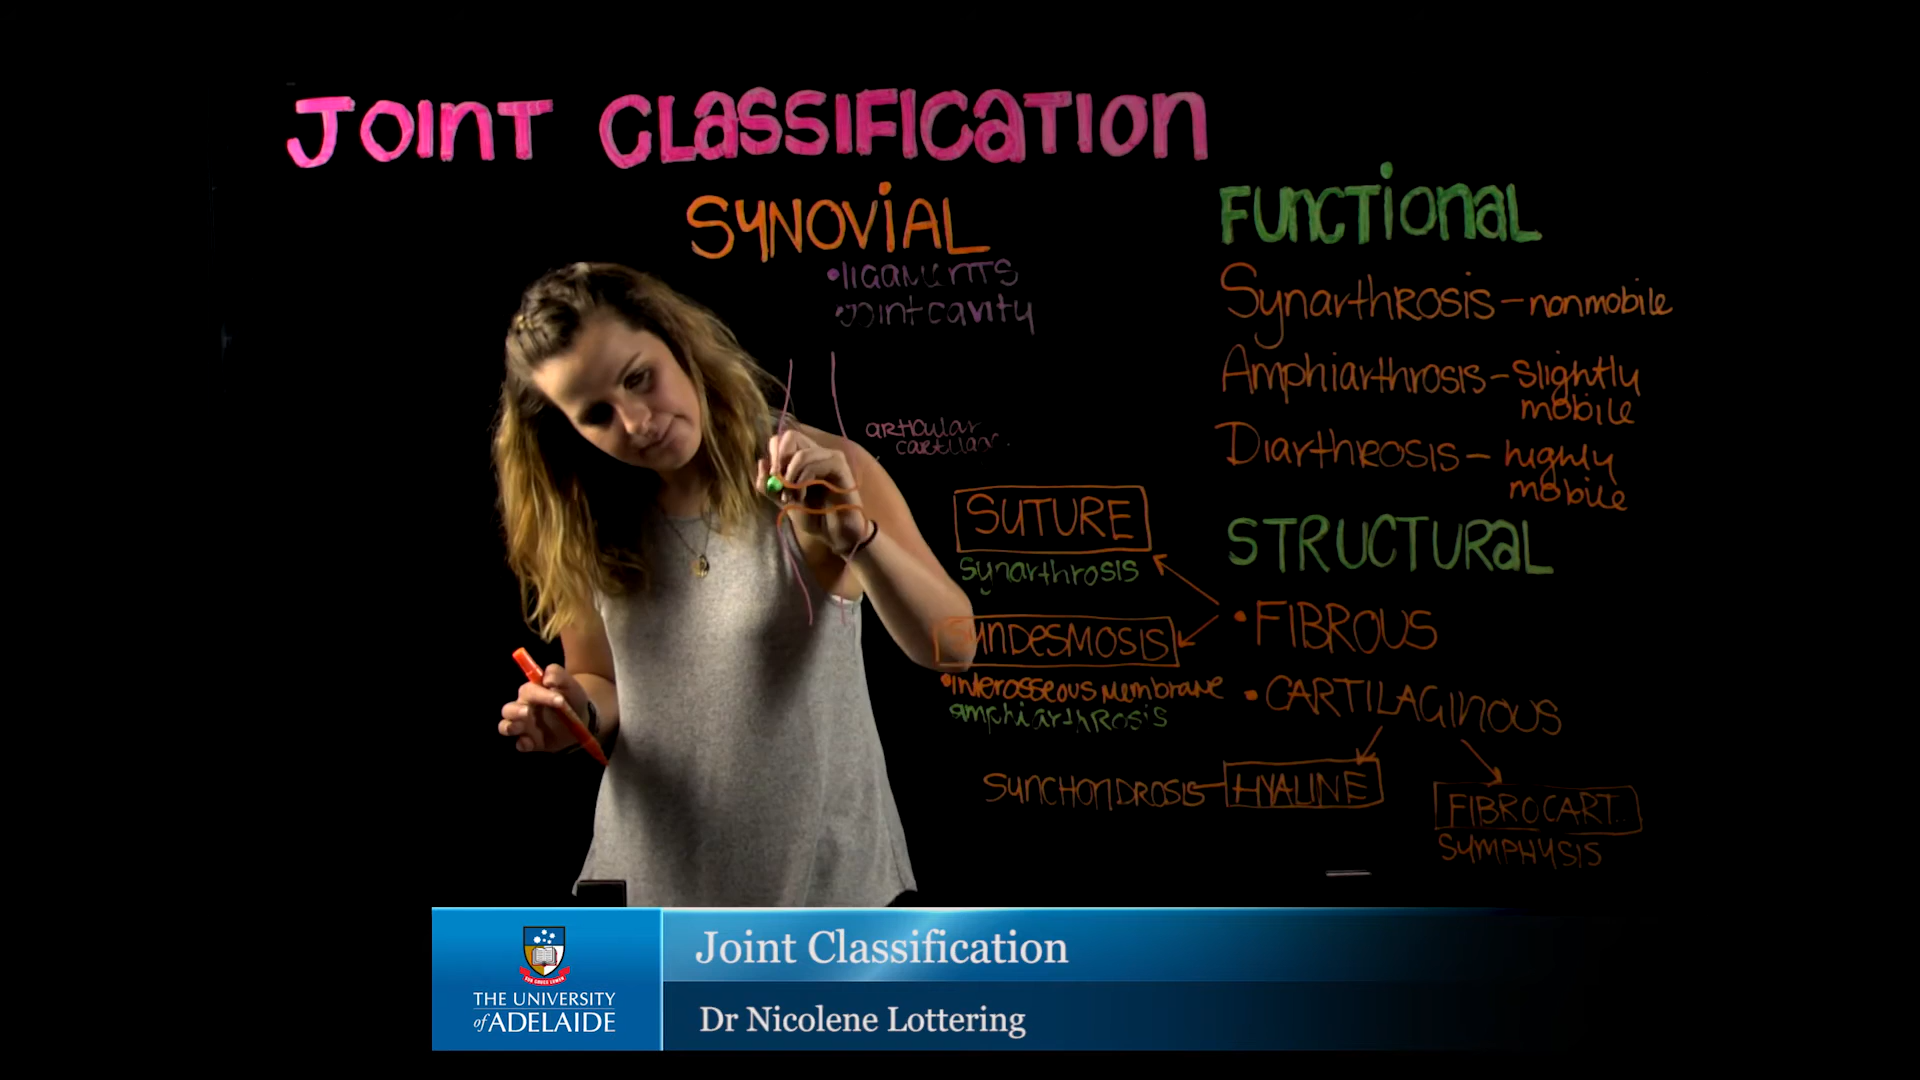 JOINT CLASSIFICATION
SYNOVIAL
•ligaments
•Joint cavity
articular
FUNCTIONAL
Synarthrosis – nonmobile
Amphiarthrosis – slightly
mobile
Diarthrosis – highly
mobile
STRUCTURAL
•FIBROUS
SUTURE
synarthrosis
SYNDESMOSIS
•interosseous membrane
amphiarthrosis
•CARTILAGINOUS
SYNCHONDROSIS – HYALINE
FIBROCART.
SYMPHYSIS
THE UNIVERSITY
of ADELAIDE
Joint Classification
Dr Nicolene Lottering